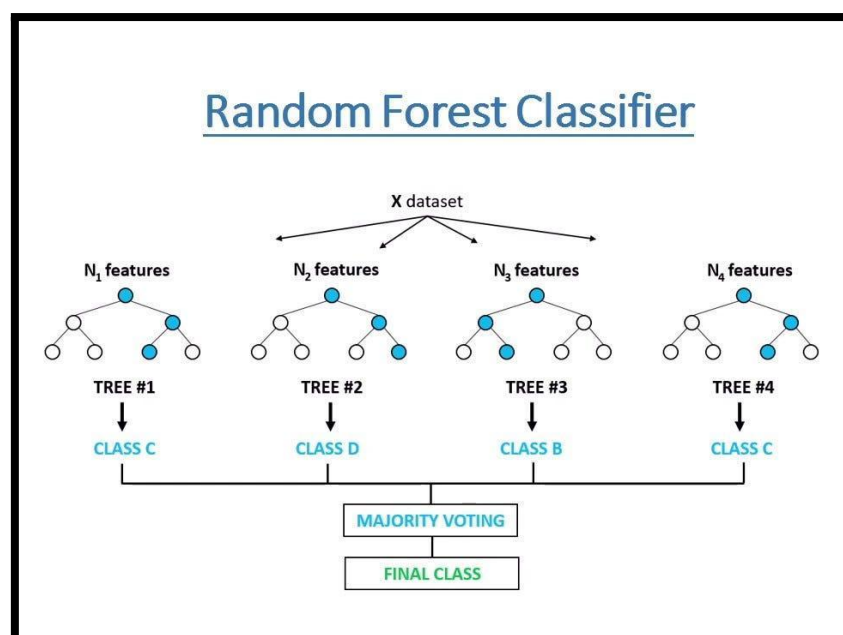 Random Forest Classifier
X dataset
N₁ features N₂ features N₃ features N₄ features
TREE #1 TREE #2 TREE #3 TREE #4
CLASS C CLASS D CLASS B CLASS C
MAJORITY VOTING
FINAL CLASS